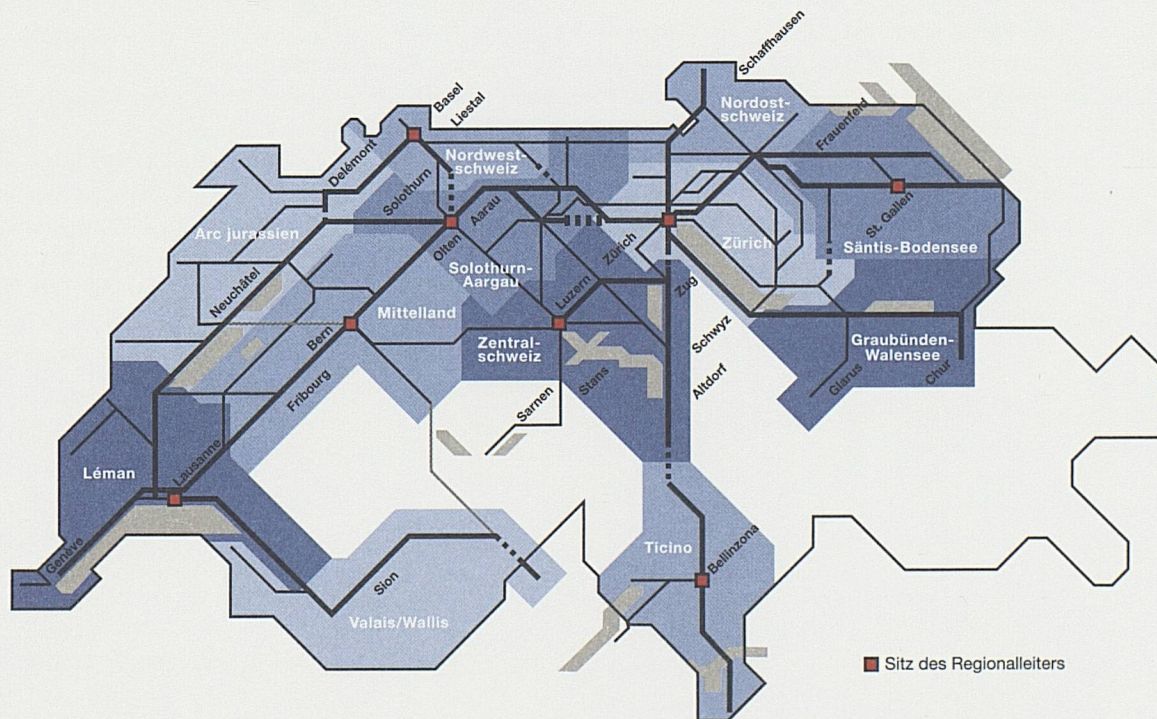 Schaffhausen
Basel
Liestal
Nordost-
schweiz
Frauenfeld
Delémont
Nordwest-
schweiz
Solothurn
Aarau
St. Gallen
Arc jurassien
Olten
Zürich
Zürich
Säntis-Bodensee
Solothurn-
Aargau
Neuchâtel
Luzern
Zug
Mittelland
Bern
Schwyz
Zentral-
schweiz
Graubünden-
Walensee
Fribourg
Stans
Altdorf
Glarus
Chur
Sarnen
Lausanne
Léman
Genève
Ticino
Bellinzona
Sion
Valais/Wallis
Sitz des Regionalleiters